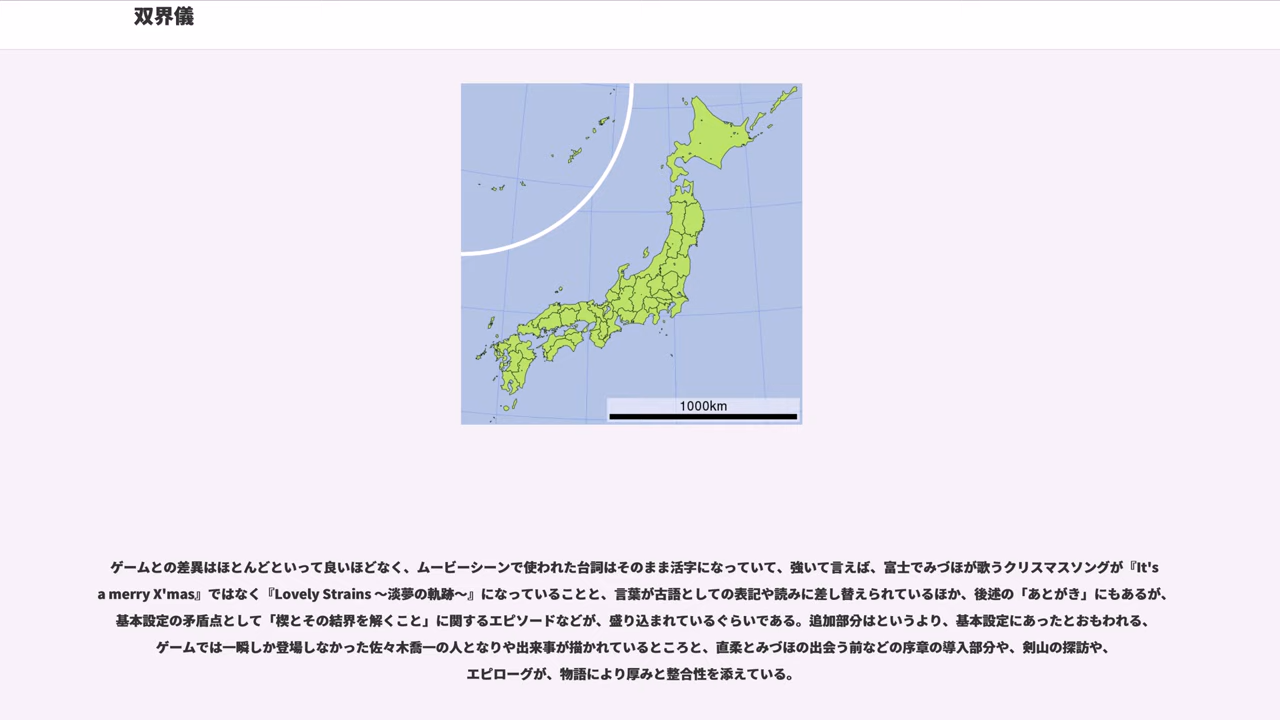 双界儀
1000km
ゲームとの差異はほとんどといって良いほどなく、ムービーシーンで使われた台詞はそのまま活字になっていて、強いて言えば、富士でみづほが歌うクリスマスソングが『It's
a merry X'mas』ではなく『Lovely Strains ～淡夢の軌跡～』になっていることと、言葉が古語としての表記や読みに差し替えられているほか、後述の「あとがき」にもあるが、
基本設定の矛盾点として「楔とその結界を解くこと」に関するエピソードなどが、盛り込まれているぐらいである。追加部分はというより、基本設定にあったとおもわれる、
ゲームでは一瞬しか登場しなかった佐々木喬一の人となりや出来事が描かれているところと、直柔とみづほの出会う前などの序章の導入部分や、剣山の探訪や、
エピローグが、物語により厚みと整合性を添えている。